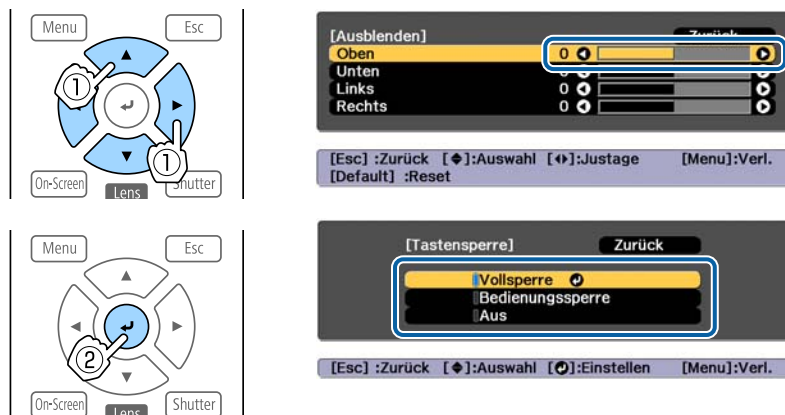 Menu
Esc
①
①
On-Screen
Lens
Shutter
[Ausblenden]
Zurück
Oben 0
Unten 0
Links 0
Rechts 0
[Esc] :Zurück [◆]:Auswahl [◂▸]:Justage [Menu]:Verl.
[Default] :Reset
Menu
Esc
②
On-Screen
Lens
Shutter
[Tastensperre] Zurück
Vollsperre
Bedienungssperre
Aus
[Esc] :Zurück [◆]:Auswahl [↵]:Einstellen [Menu]:Verl.